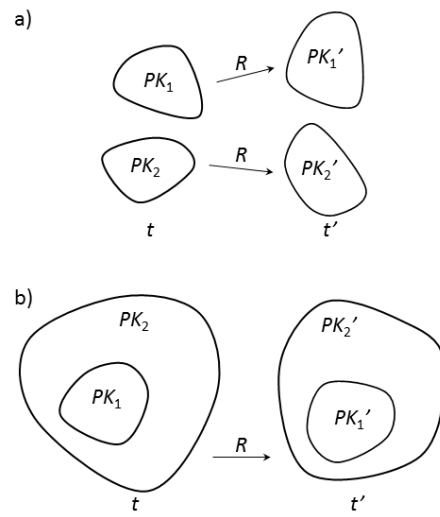 a)
PK₁ R PK₁’
PK₂ R PK₂’
t t’
b)
PK₂ PK₂’
PK₁ PK₁’
R
t t’